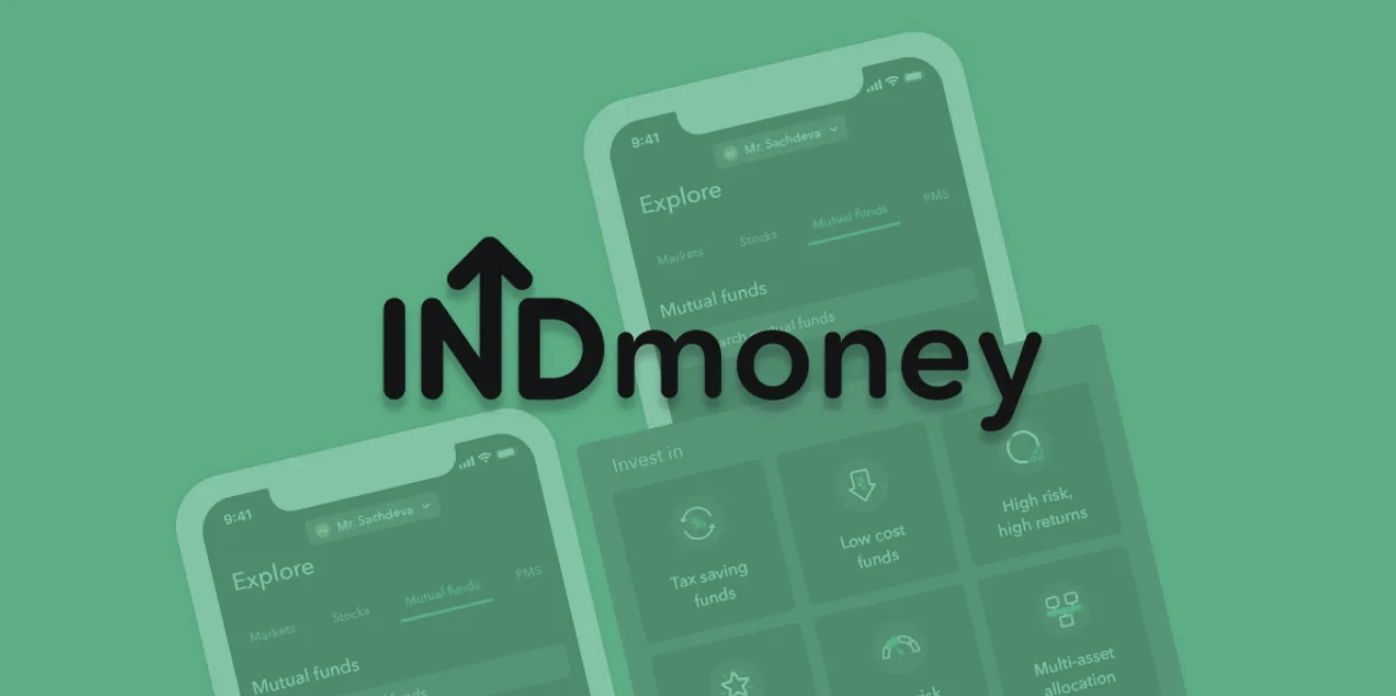 9:41
Mr. Sachdeva
Explore
Markets Stocks Mutual funds PMS
Mutual funds
mutual funds
INDmoney
Invest in
Tax saving
funds
Low cost
funds
High risk,
high returns
Multi-asset
allocation
9:41
Mr. Sachdeva
Explore
Markets Stocks Mutual funds PMS
Mutual funds